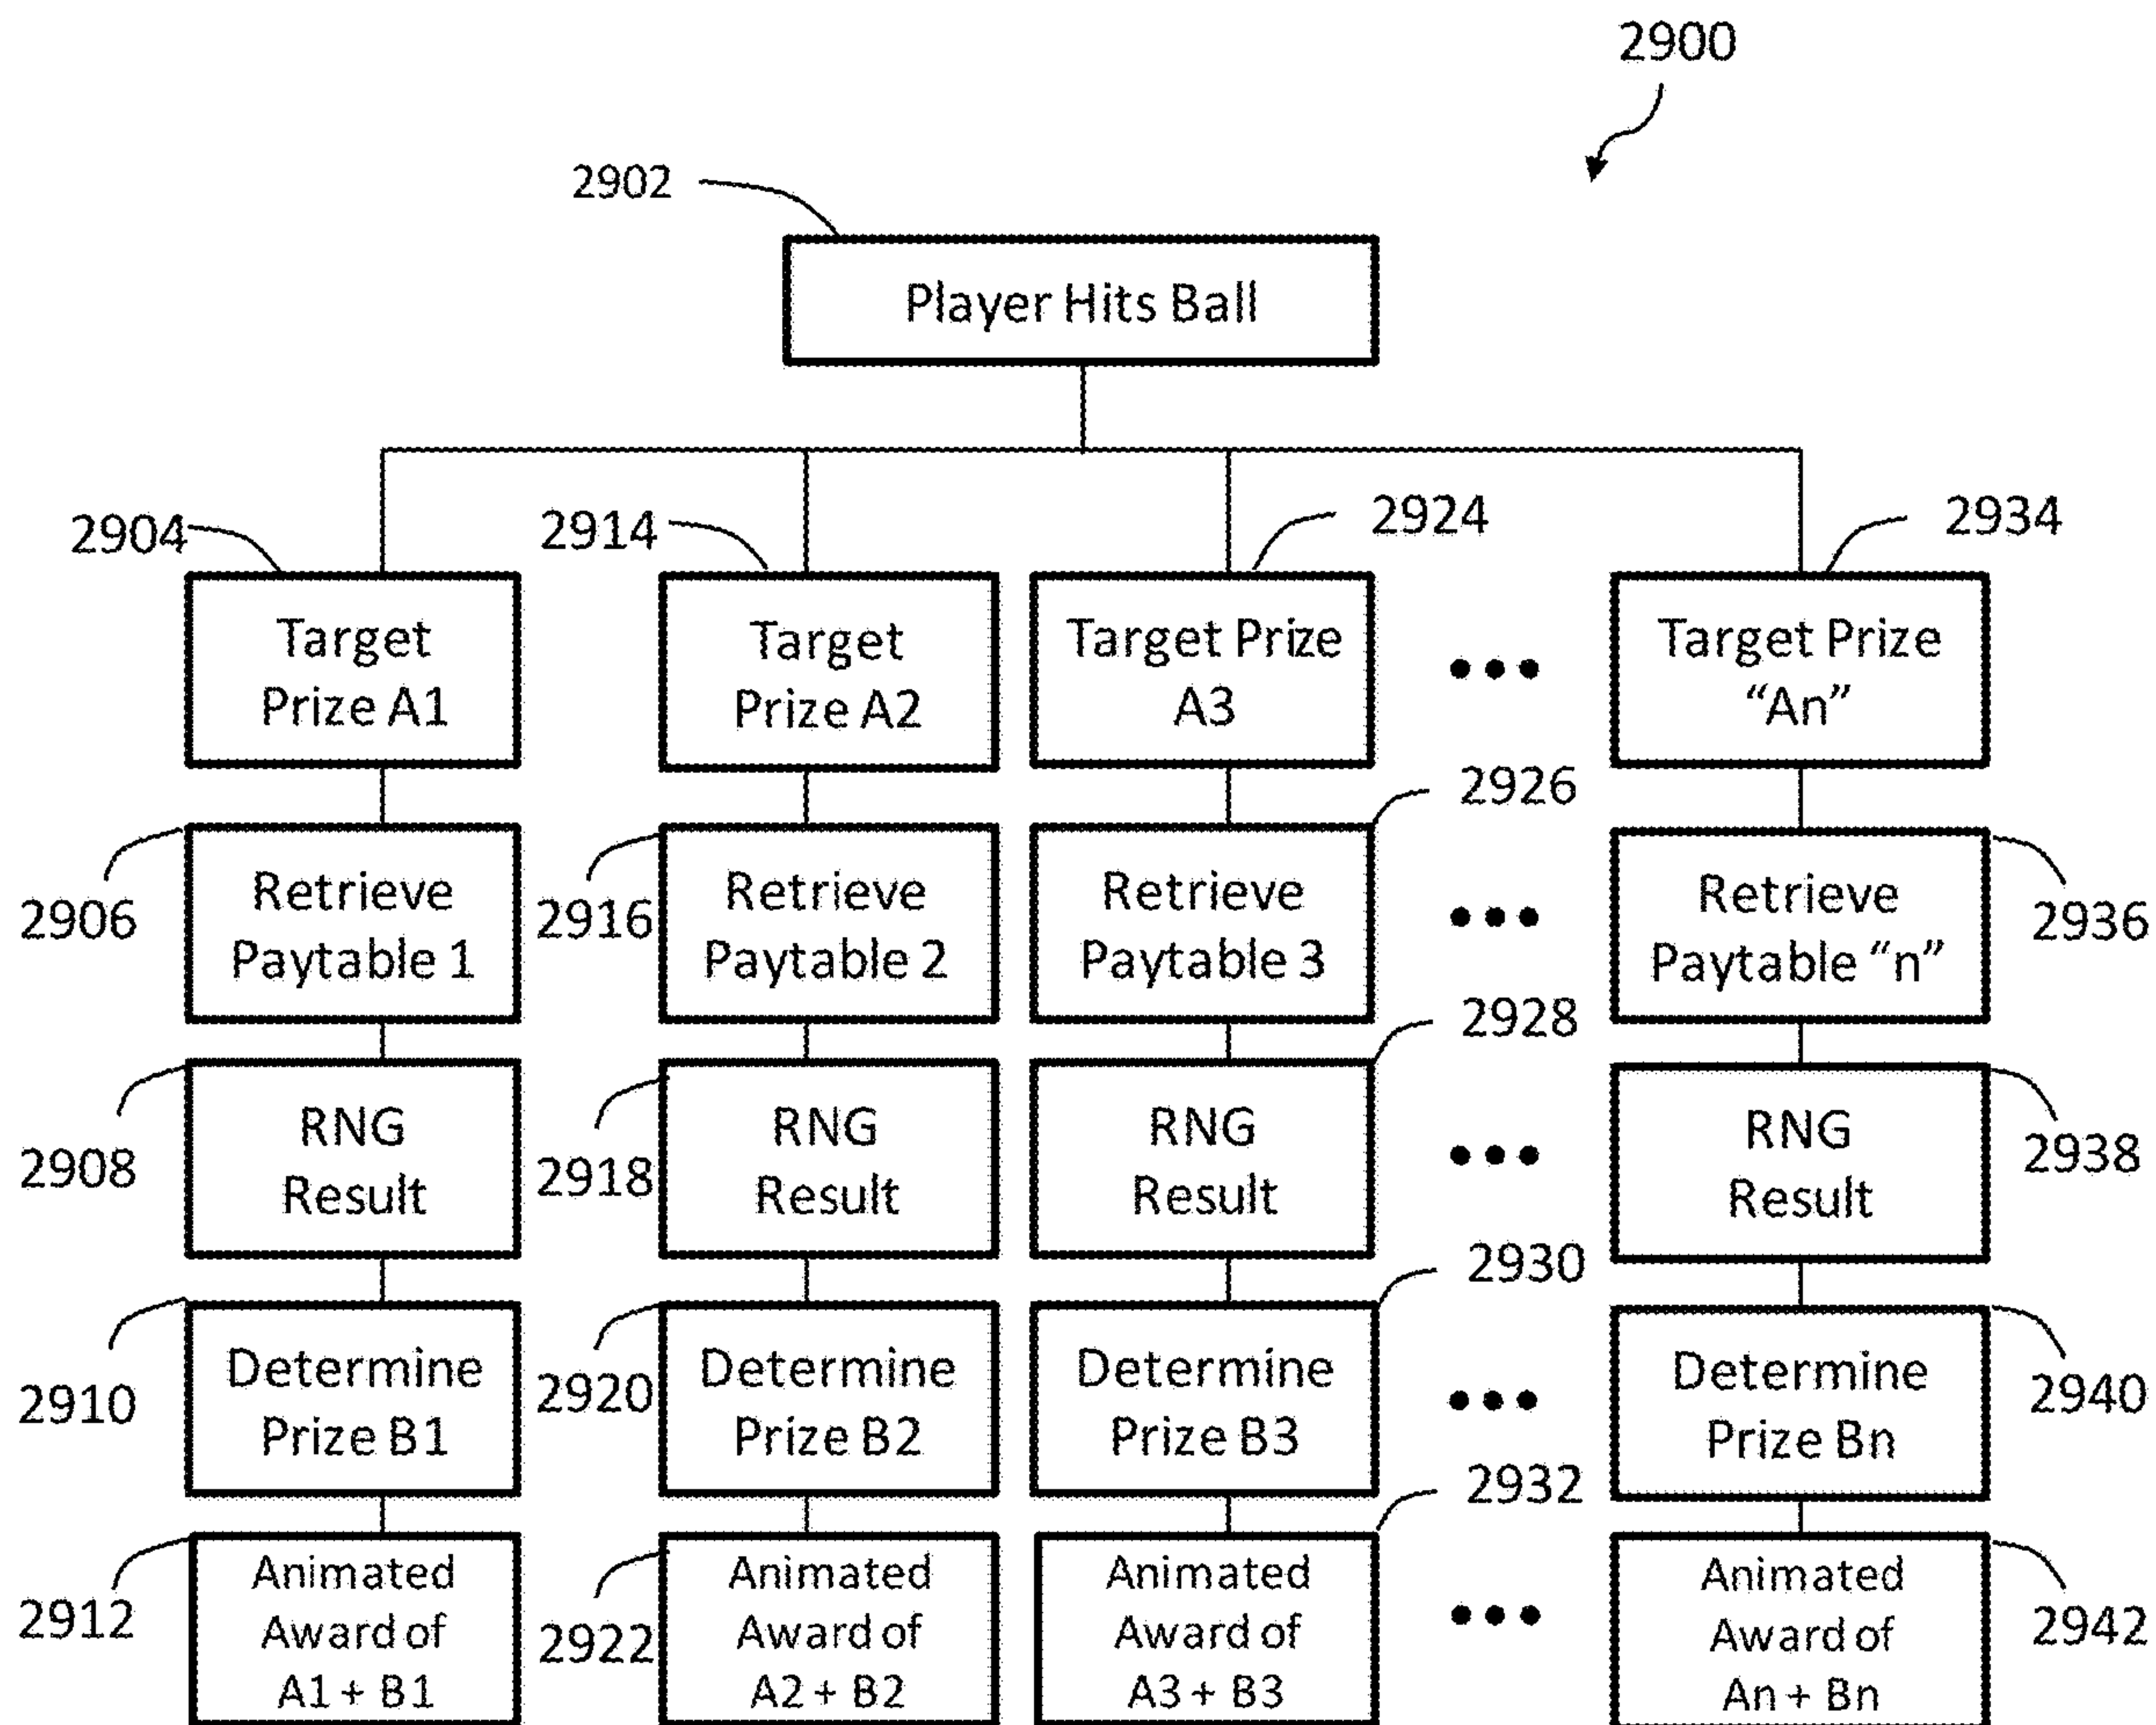 2900
2902
Player Hits Ball
2904
2914
2924
2934
Target
Prize A1
Target
Prize A2
Target Prize
A3
Target Prize
“An”
2906
2916
2926
2936
Retrieve
Paytable 1
Retrieve
Paytable 2
Retrieve
Paytable 3
Retrieve
Paytable “n”
2908
2918
2928
2938
RNG
Result
RNG
Result
RNG
Result
RNG
Result
2910
2920
2930
2940
Determine
Prize B1
Determine
Prize B2
Determine
Prize B3
Determine
Prize Bn
2912
2922
2932
2942
Animated
Award of
A1 + B1
Animated
Award of
A2 + B2
Animated
Award of
A3 + B3
Animated
Award of
An + Bn